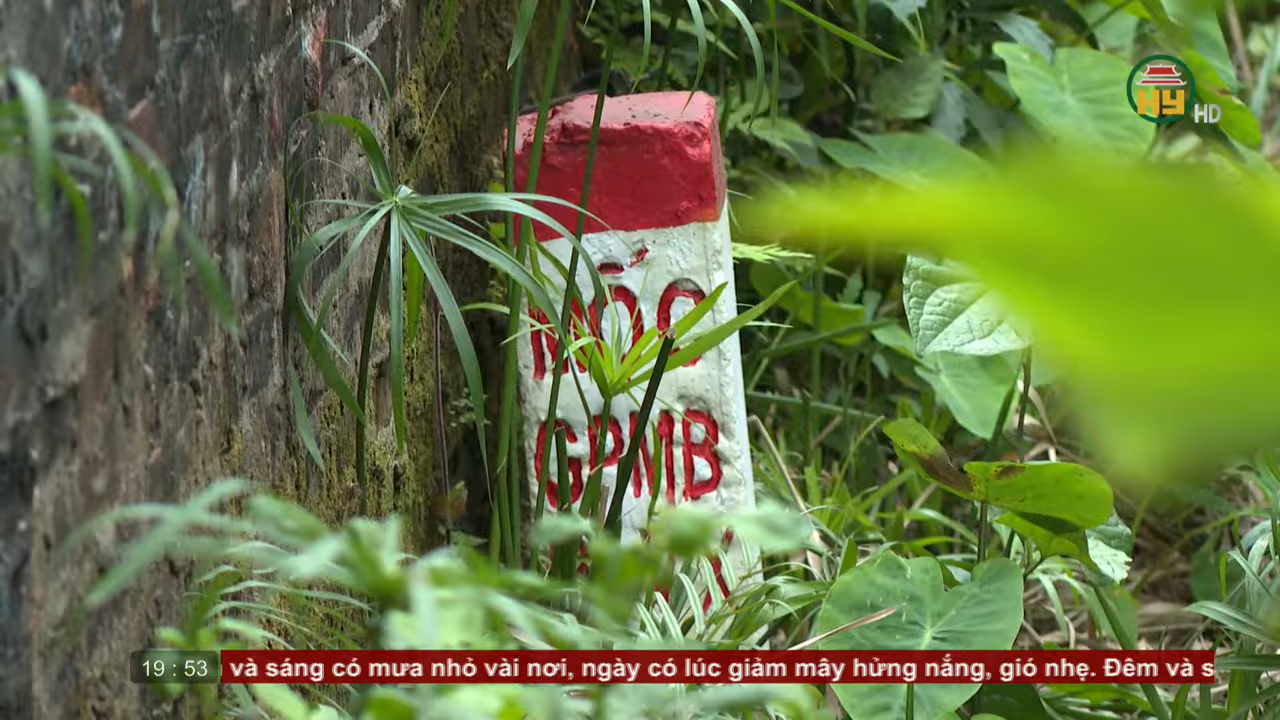 HY HD
MỐC
GPMB
19 : 53 và sáng có mưa nhỏ vài nơi, ngày có lúc giảm mây hửng nắng, gió nhẹ. Đêm và s